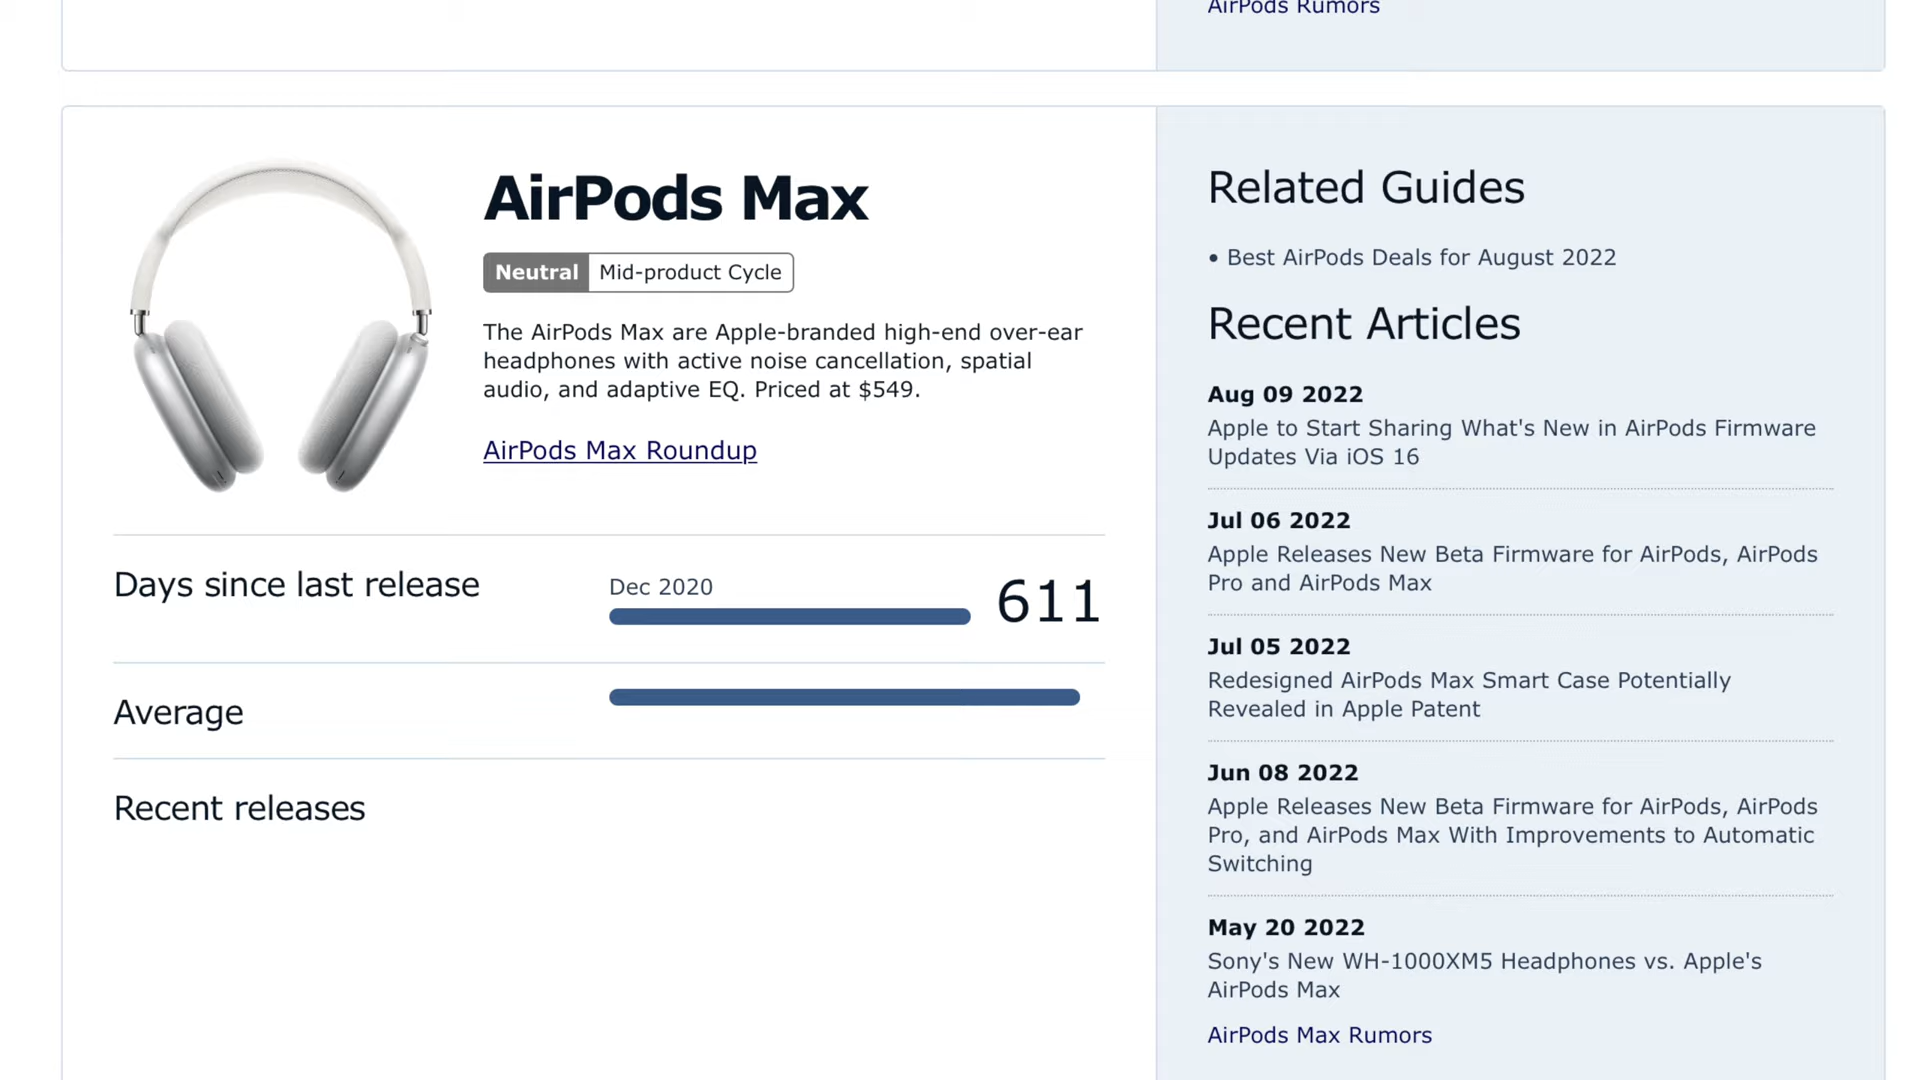 AirPods Rumors
AirPods Max
Neutral Mid-product Cycle
The AirPods Max are Apple-branded high-end over-ear
headphones with active noise cancellation, spatial
audio, and adaptive EQ. Priced at $549.
AirPods Max Roundup
Days since last release
Dec 2020
611
Average
Recent releases
Related Guides
• Best AirPods Deals for August 2022
Recent Articles
Aug 09 2022
Apple to Start Sharing What's New in AirPods Firmware
Updates Via iOS 16
Jul 06 2022
Apple Releases New Beta Firmware for AirPods, AirPods
Pro and AirPods Max
Jul 05 2022
Redesigned AirPods Max Smart Case Potentially
Revealed in Apple Patent
Jun 08 2022
Apple Releases New Beta Firmware for AirPods, AirPods
Pro, and AirPods Max With Improvements to Automatic
Switching
May 20 2022
Sony's New WH-1000XM5 Headphones vs. Apple's
AirPods Max
AirPods Max Rumors